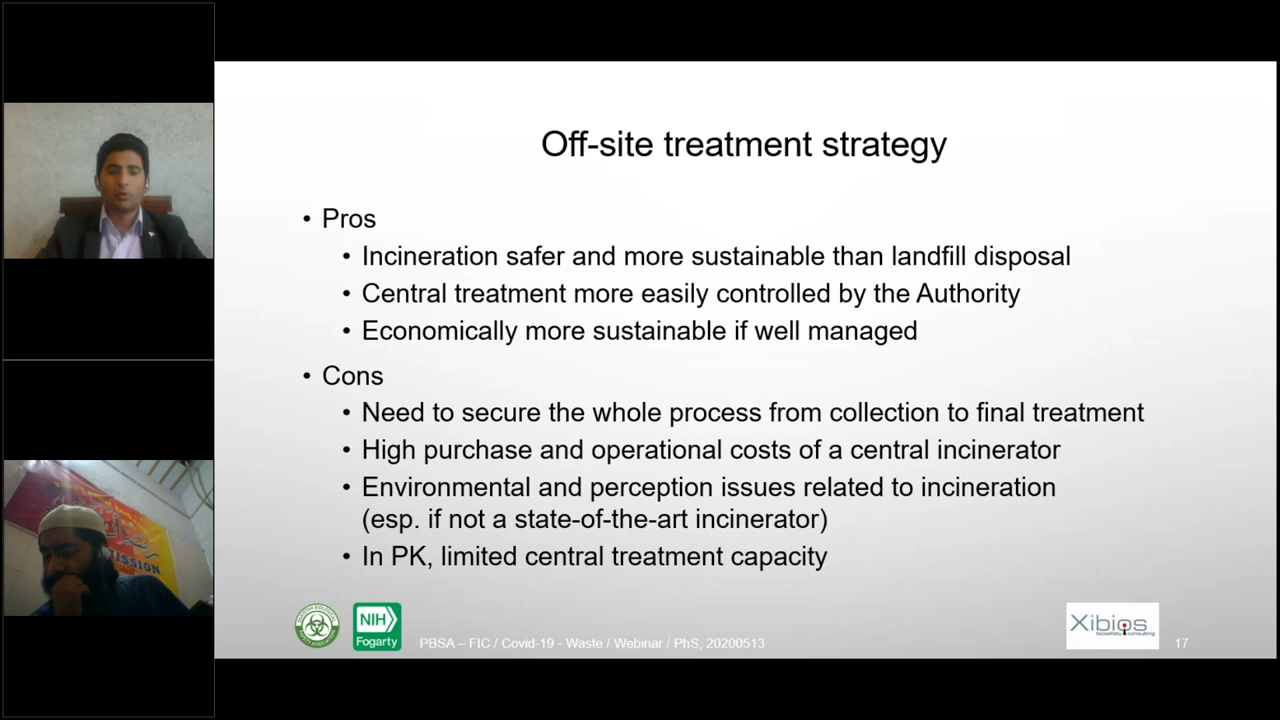 Off-site treatment strategy
• Pros
• Incineration safer and more sustainable than landfill disposal
• Central treatment more easily controlled by the Authority
• Economically more sustainable if well managed
• Cons
• Need to secure the whole process from collection to final treatment
• High purchase and operational costs of a central incinerator
• Environmental and perception issues related to incineration
(esp. if not a state-of-the-art incinerator)
• In PK, limited central treatment capacity
NIH
Fogarty
PBSA – FIC / Covid-19 - Waste / Webinar / PhS, 20200513
Xibios
biosafety consulting
17